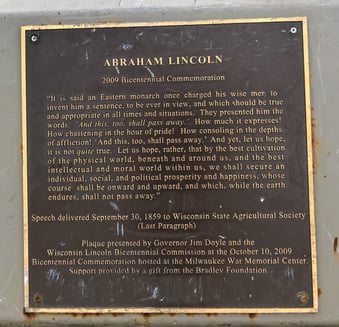 ABRAHAM LINCOLN
2009 Bicentennial Commemoration
"It is said an Eastern monarch once charged his wise men to
invent him a sentence, to be ever in view, and which should be true
and appropriate in all times and situations. They presented him the
words: 'And this, too, shall pass away.' How much it expresses!
How chastening in the hour of pride! How consoling in the depths
of affliction! 'And this, too, shall pass away.' And yet, let us hope,
it is not quite true. Let us hope, rather, that by the best cultivation
of the physical world, beneath and around us, and the best
intellectual and moral world within us, we shall secure an
individual, social, and political prosperity and happiness, whose
course shall be onward and upward, and which, while the earth
endures, shall not pass away."
Speech delivered September 30, 1859 to Wisconsin State Agricultural Society
(Last Paragraph)
Plaque presented by Governor Jim Doyle and the
Wisconsin Lincoln Bicentennial Commission at the October 10, 2009
Bicentennial Commemoration hosted at the Milwaukee War Memorial Center.
Support provided by a gift from the Bradley Foundation.